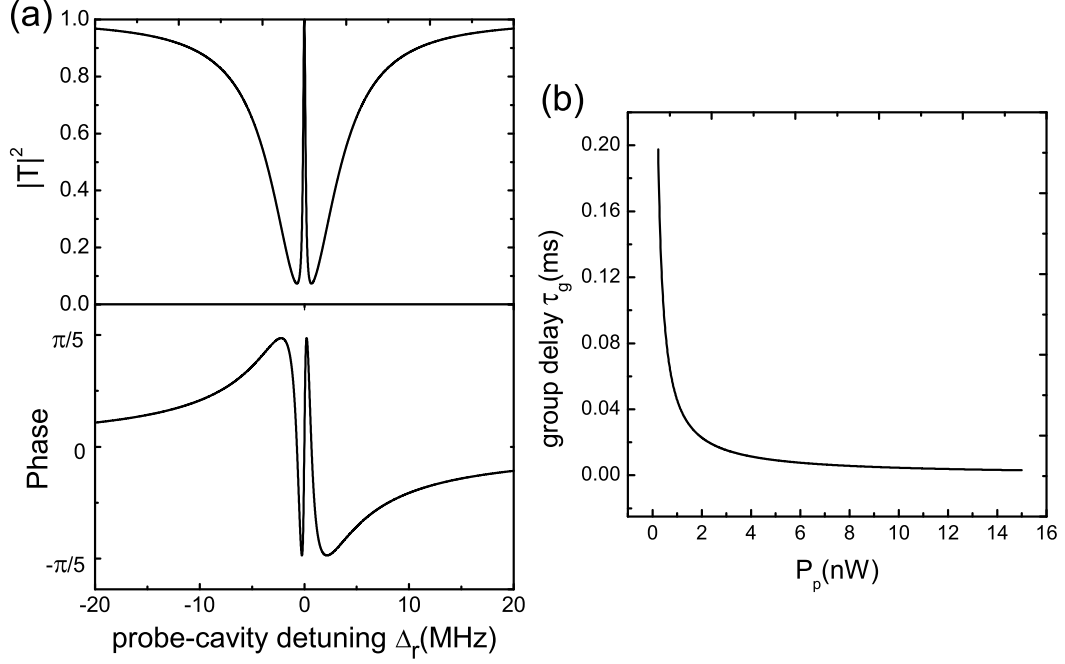 (a)
1.0
0.8
0.6
0.4
0.2
0.0
|T|²
π/5
0
-π/5
Phase
-20 -10 0 10 20
probe-cavity detuning Δr(MHz)
(b)
0.20
0.16
0.12
0.08
0.04
0.00
group delay τg(ms)
0 2 4 6 8 10 12 14 16
Pp(nW)